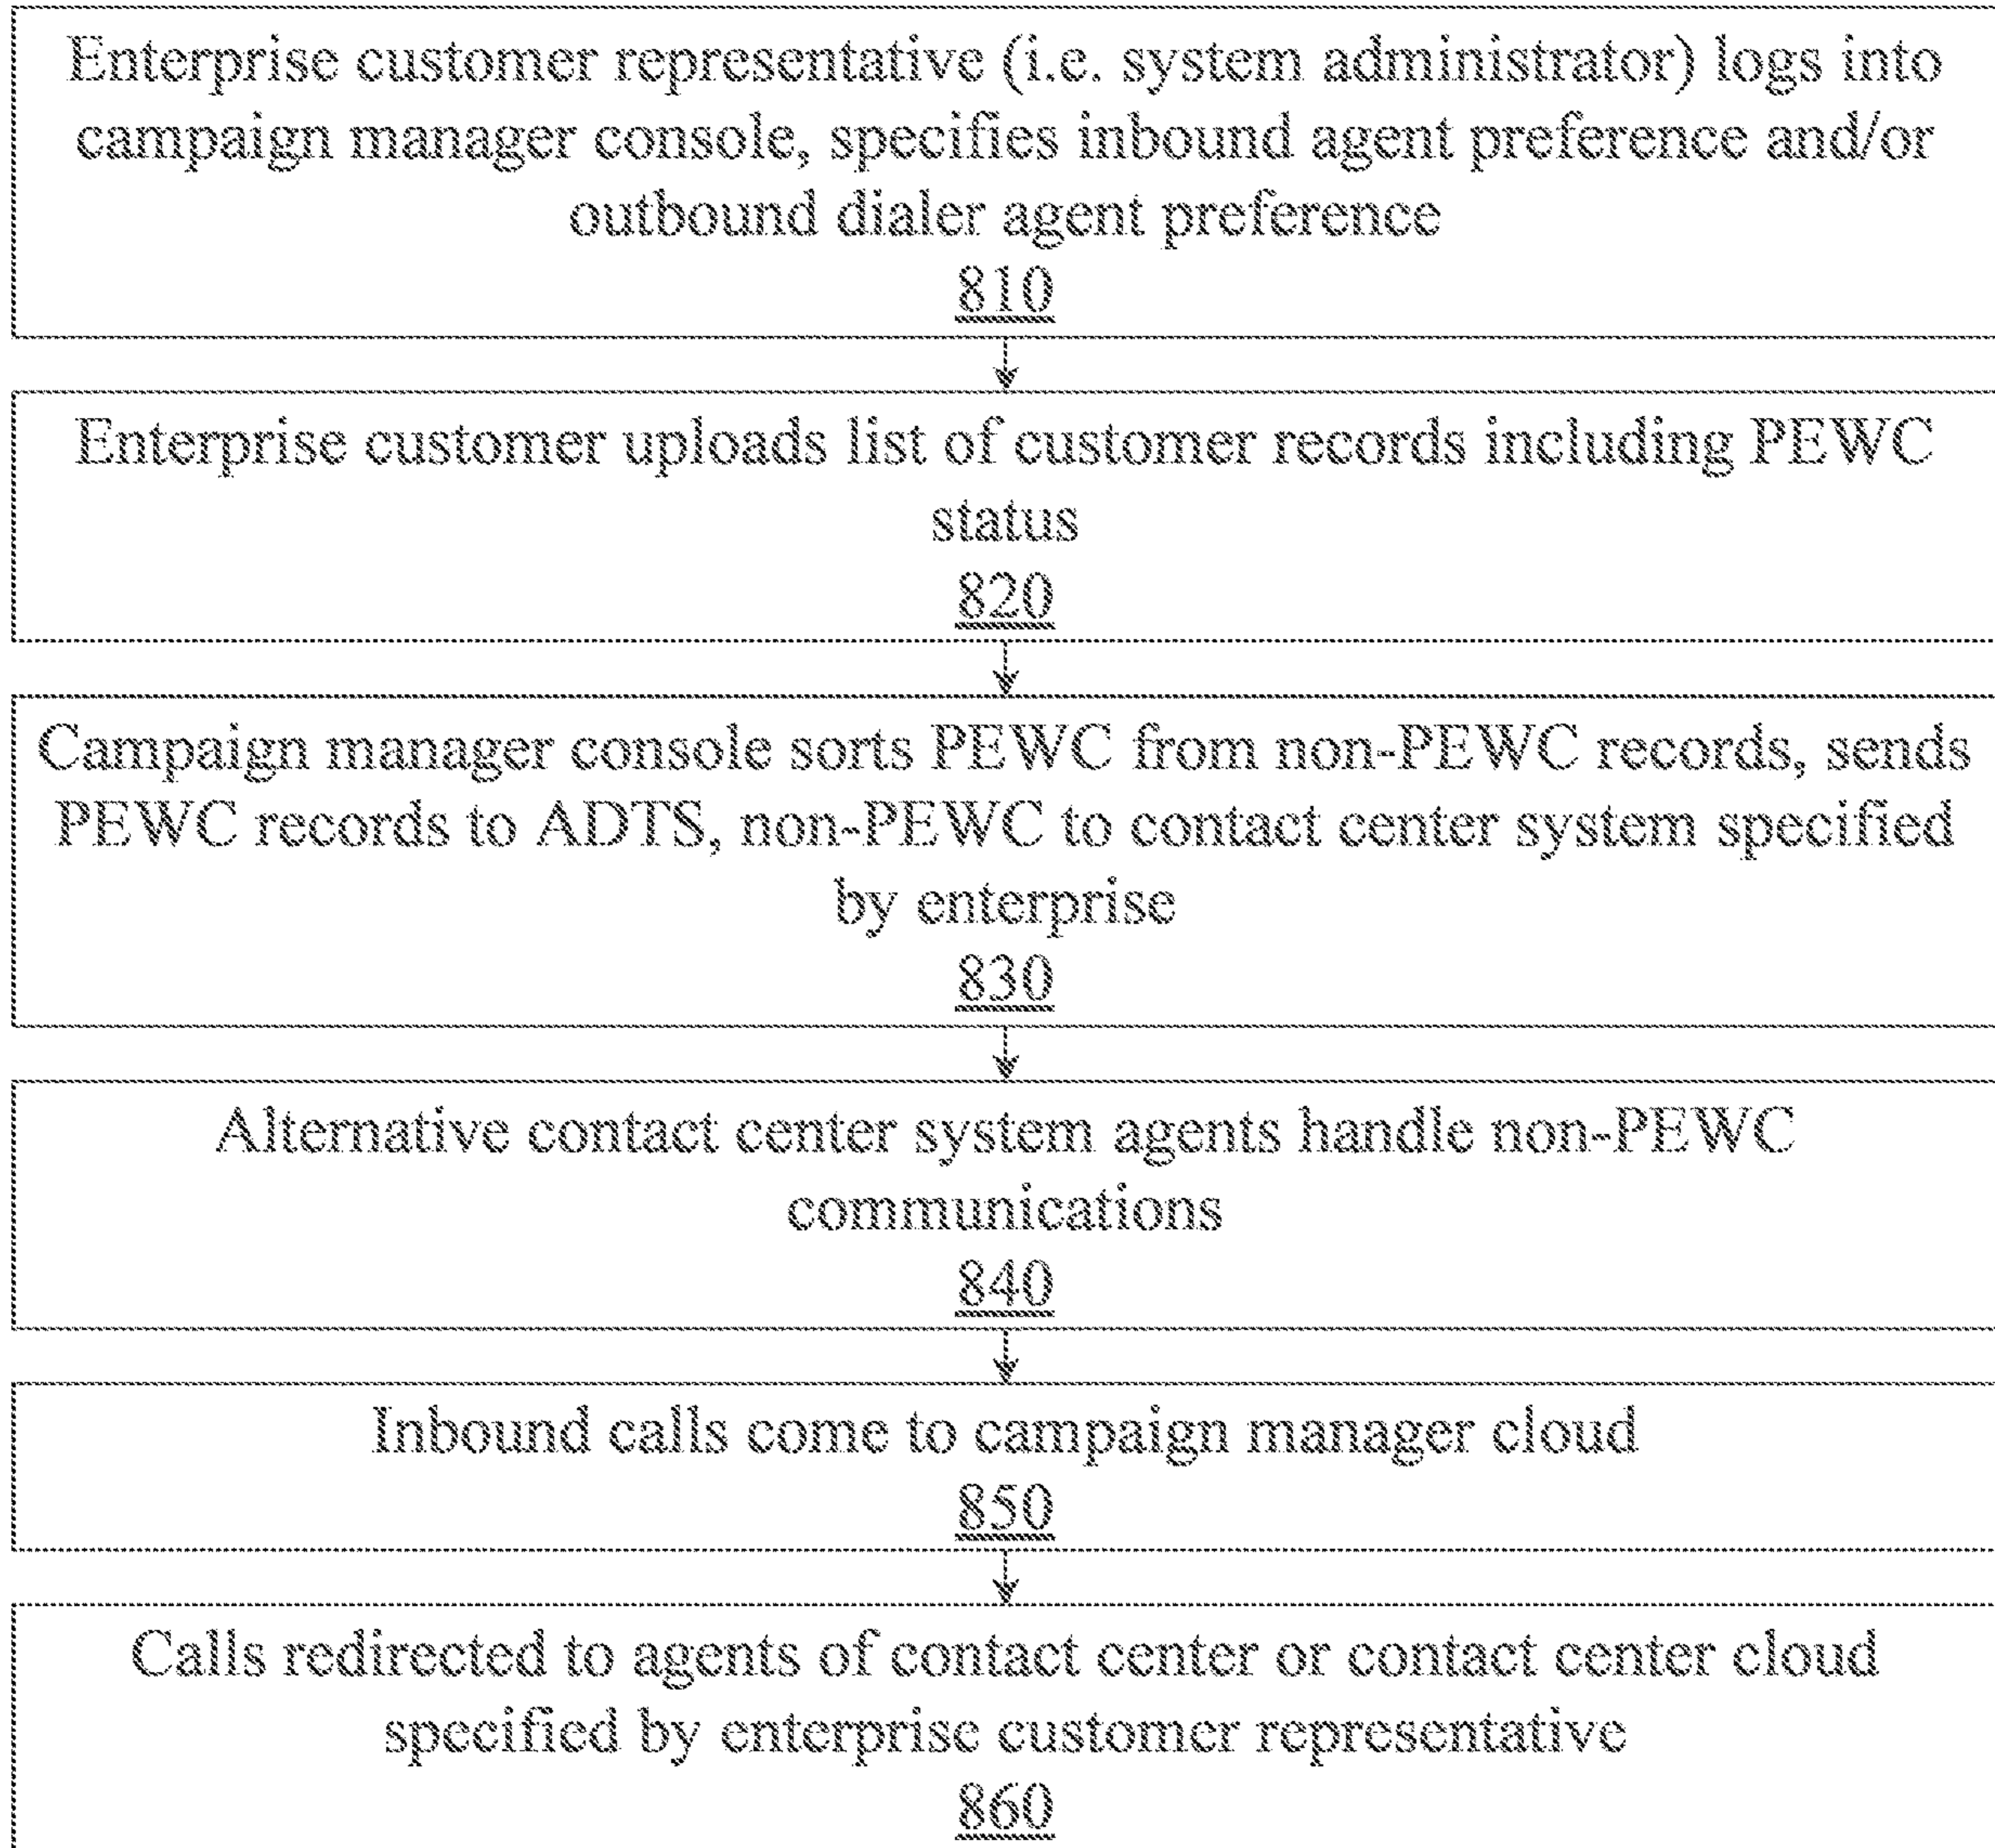 Enterprise customer representative (i.e. system administrator) logs into
campaign manager console, specifies inbound agent preference and/or
outbound dialer agent preference
810
Enterprise customer uploads list of customer records including PEWC
status
820
Campaign manager console sorts PEWC from non-PEWC records, sends
PEWC records to ADTS, non-PEWC to contact center system specified
by enterprise
830
Alternative contact center system agents handle non-PEWC
communications
840
Inbound calls come to campaign manager cloud
850
Calls redirected to agents of contact center or contact center cloud
specified by enterprise customer representative
860